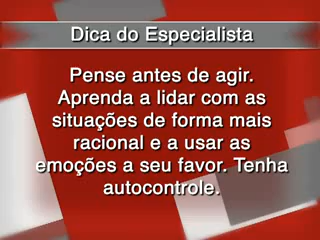 Dica do Especialista
Pense antes de agir.
Aprenda a lidar com as
situações de forma mais
racional e a usar as
emoções a seu favor. Tenha
autocontrole.